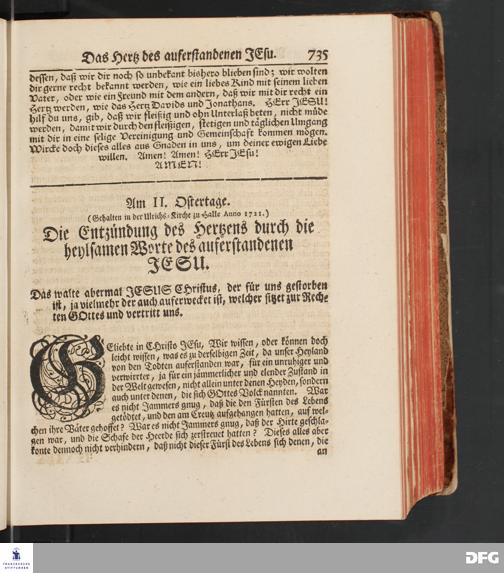 Das Hertz des auferstandenen JEsu. 735
dessen, daß wir dir noch so unbekant bishero blieben sind; wir wolten
dir gerne recht bekannt werden, wie ein liebes Kind mit seinem lieben
Vater, oder wie ein Freund mit dem andern, daß wir mit dir recht ein
Hertz werden, wie das Hertz Davids und Jonathans. HErr JESU!
hilf du uns, gib, daß wir fleißig und ohn Unterlaß beten, nicht müde
werden, damit wir durch den fleißigen, stetigen und täglichen Umgang
mit dir in eine selige Vereinigung und Gemeinschaft kommen mögen.
Wircke doch dieses alles aus Gnaden in uns, um deiner ewigen Liebe
willen. Amen! Amen! HErr JEsu!
AMEN!
Am II. Ostertage.
(Gehalten in der Ulrichs-Kirche zu Halle Anno 1721.)
Die Entzündung des Hertzens durch die
heylsamen Worte des auferstandenen
JESU.
Das walte abermal JESUS CHristus, der für uns gestorben
ist, ja vielmehr der auch auferwecket ist, welcher sitzet zur Rech-
ten GOttes und vertritt uns.
GEliebte in Christo JEsu, Wir wissen, oder können doch
leicht wissen, was es zu derselbigen Zeit, da unser Heyland
von den Todten auferstanden war, für ein unruhiger und
verwirrter, ja für ein jämmerlicher und elender Zustand in
der Welt gewesen, nicht allein unter denen Heyden, sondern
auch unter denen, die sich GOttes Volck nannten. War
es nicht Jammers gnug, daß die den Fürsten des Lebens
getödtet, und den am Creutz aufgehangen hatten, auf wel-
chen ihre Väter gehoffet? War es nicht Jammers gnug, daß der Hirte geschla-
gen war, und die Schafe der Heerde sich zerstreuet hatten? Dieses alles aber
konte dennoch nicht verhindern, daß nicht dieser Fürst des Lebens sich denen, die
an
FRANCKESCHE
STIFTUNGEN
DFG